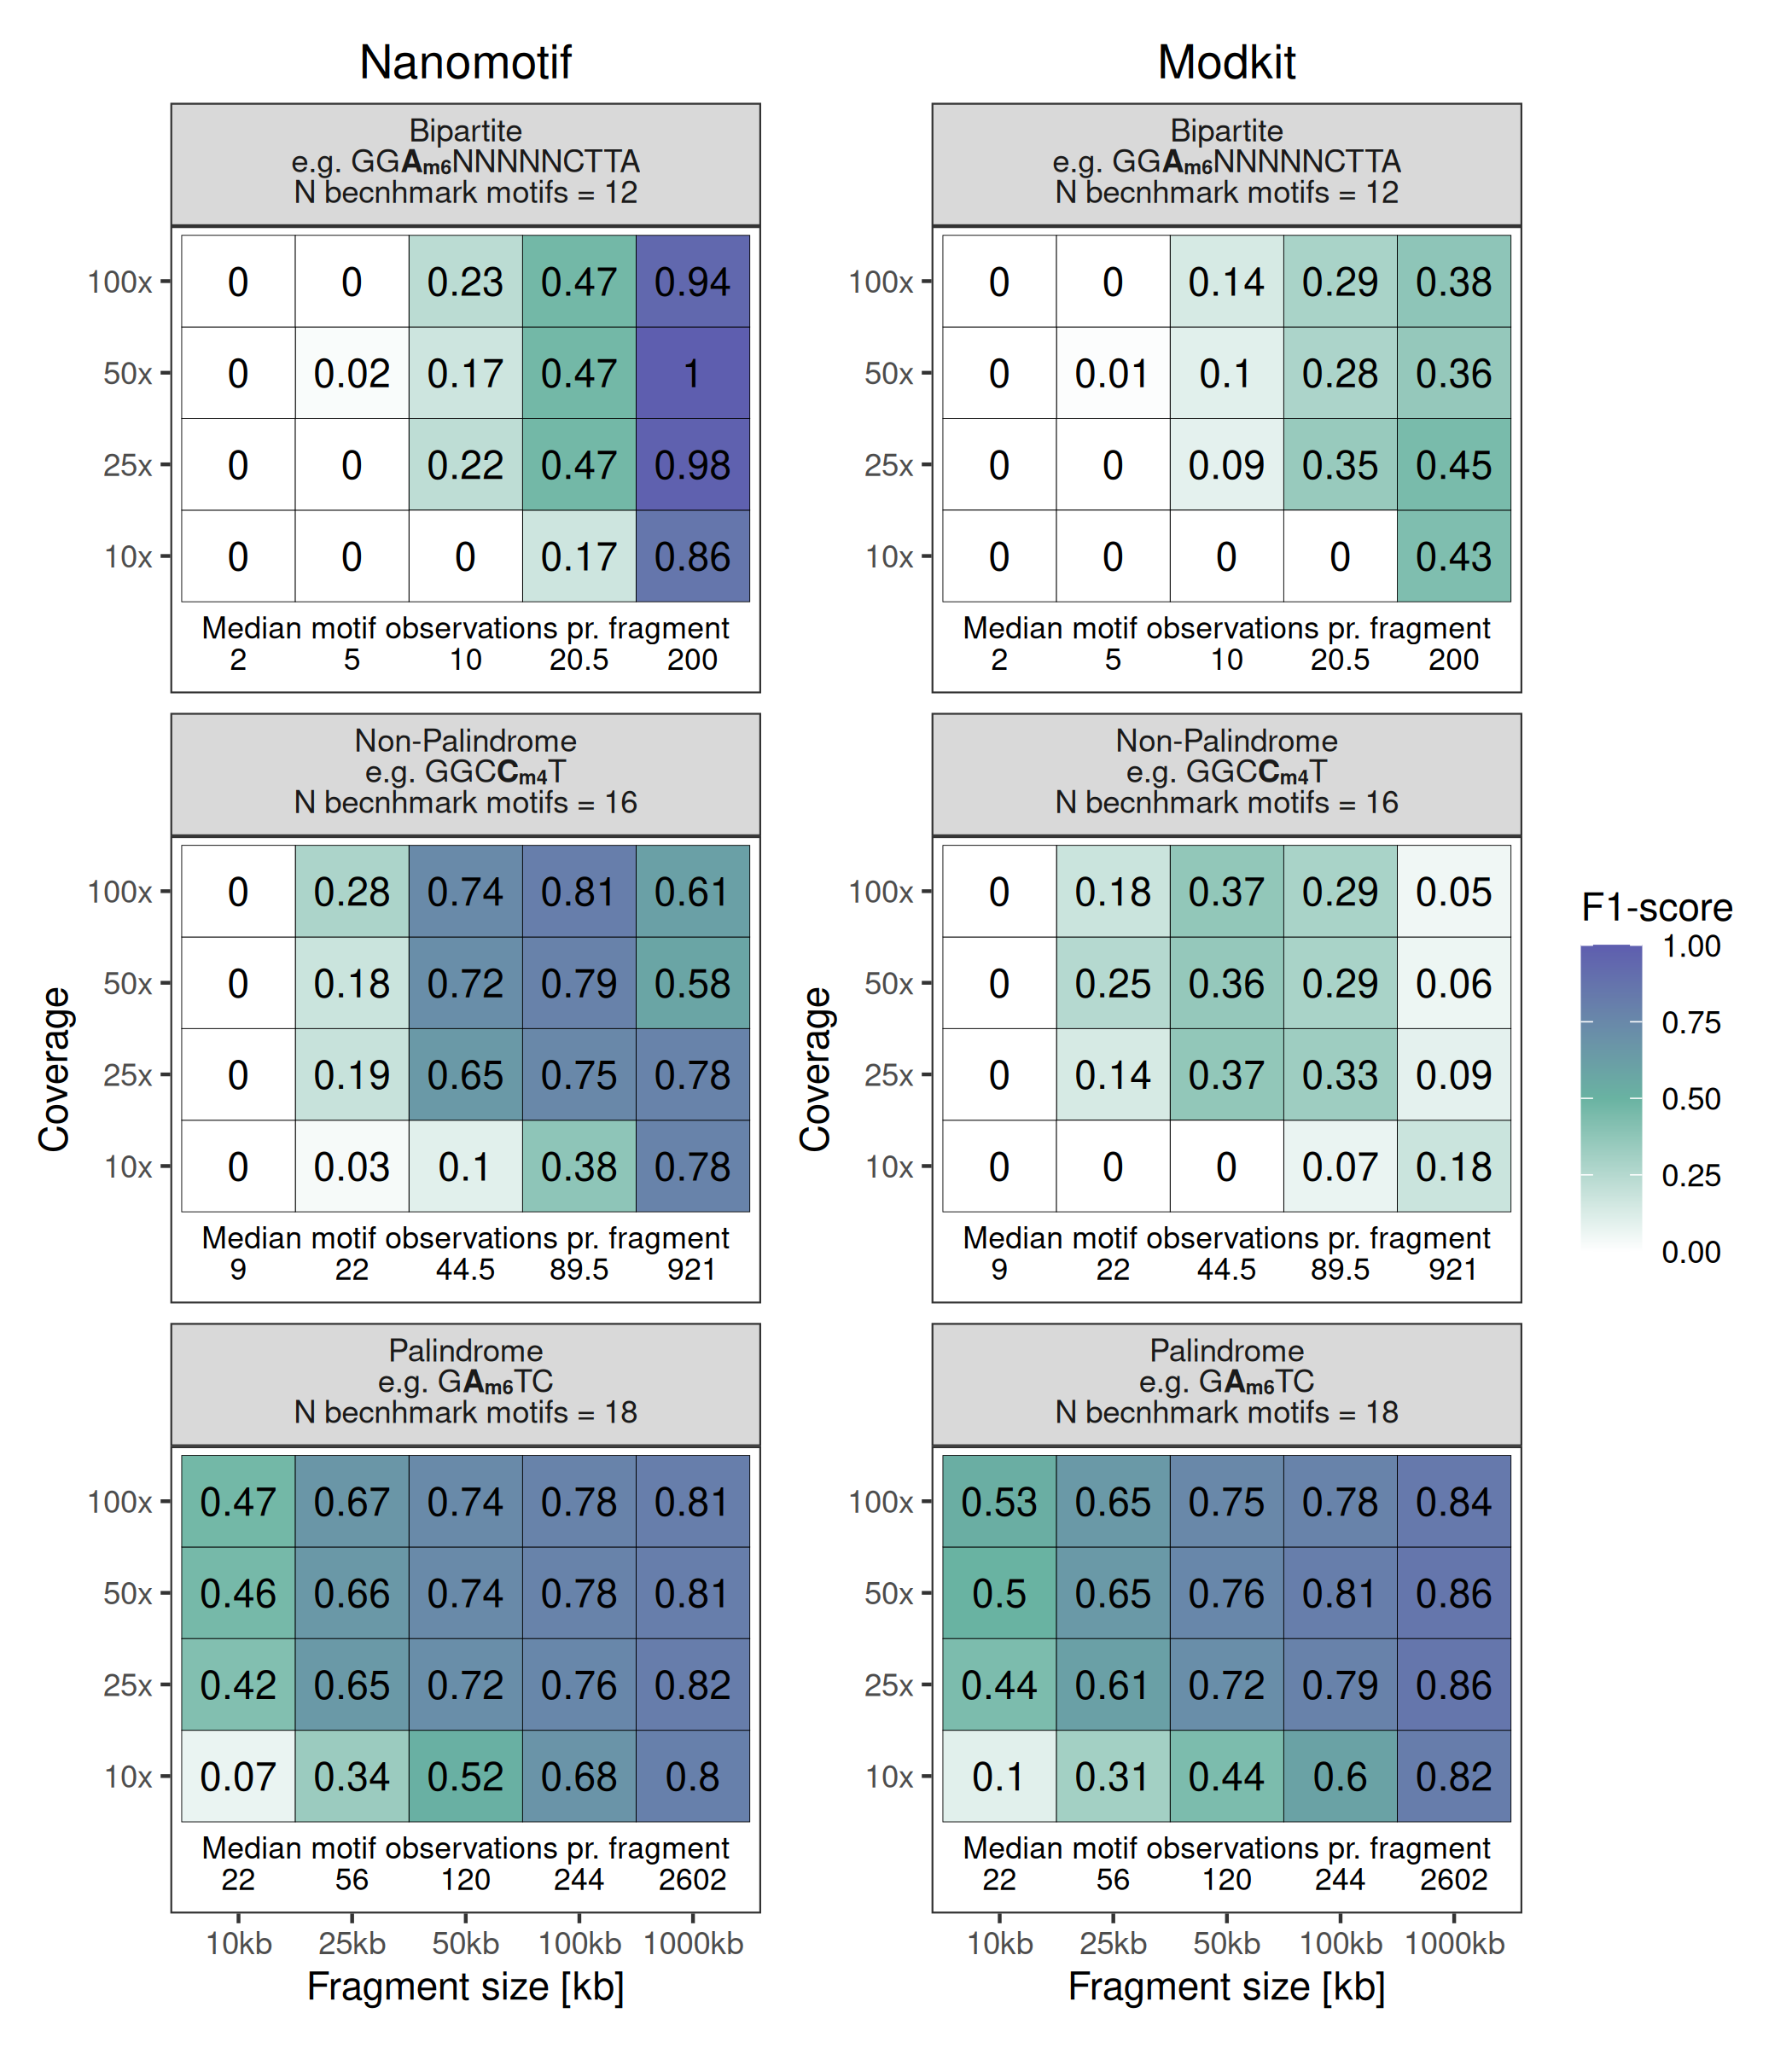 Nanomotif
Bipartite
e.g. GGAm6NNNNNCTTA
N becnhmark motifs = 12
100x 0 0 0.23 0.47 0.94
50x 0 0.02 0.17 0.47 1
25x 0 0 0.22 0.47 0.98
10x 0 0 0 0.17 0.86
Median motif observations pr. fragment
2 5 10 20.5 200
Non-Palindrome
e.g. GGCCm4T
N becnhmark motifs = 16
Coverage
100x 0 0.28 0.74 0.81 0.61
50x 0 0.18 0.72 0.79 0.58
25x 0 0.19 0.65 0.75 0.78
10x 0 0.03 0.1 0.38 0.78
Median motif observations pr. fragment
9 22 44.5 89.5 921
Palindrome
e.g. GAm6TC
N becnhmark motifs = 18
100x 0.47 0.67 0.74 0.78 0.81
50x 0.46 0.66 0.74 0.78 0.81
25x 0.42 0.65 0.72 0.76 0.82
10x 0.07 0.34 0.52 0.68 0.8
Median motif observations pr. fragment
22 56 120 244 2602
10kb 25kb 50kb 100kb 1000kb
Fragment size [kb]
Modkit
Bipartite
e.g. GGAm6NNNNNCTTA
N becnhmark motifs = 12
100x 0 0 0.14 0.29 0.38
50x 0 0.01 0.1 0.28 0.36
25x 0 0 0.09 0.35 0.45
10x 0 0 0 0 0.43
Median motif observations pr. fragment
2 5 10 20.5 200
Non-Palindrome
e.g. GGCCm4T
N becnhmark motifs = 16
Coverage
100x 0 0.18 0.37 0.29 0.05
50x 0 0.25 0.36 0.29 0.06
25x 0 0.14 0.37 0.33 0.09
10x 0 0 0 0.07 0.18
Median motif observations pr. fragment
9 22 44.5 89.5 921
Palindrome
e.g. GAm6TC
N becnhmark motifs = 18
100x 0.53 0.65 0.75 0.78 0.84
50x 0.5 0.65 0.76 0.81 0.86
25x 0.44 0.61 0.72 0.79 0.86
10x 0.1 0.31 0.44 0.6 0.82
Median motif observations pr. fragment
22 56 120 244 2602
10kb 25kb 50kb 100kb 1000kb
Fragment size [kb]
F1-score
1.00
0.75
0.50
0.25
0.00